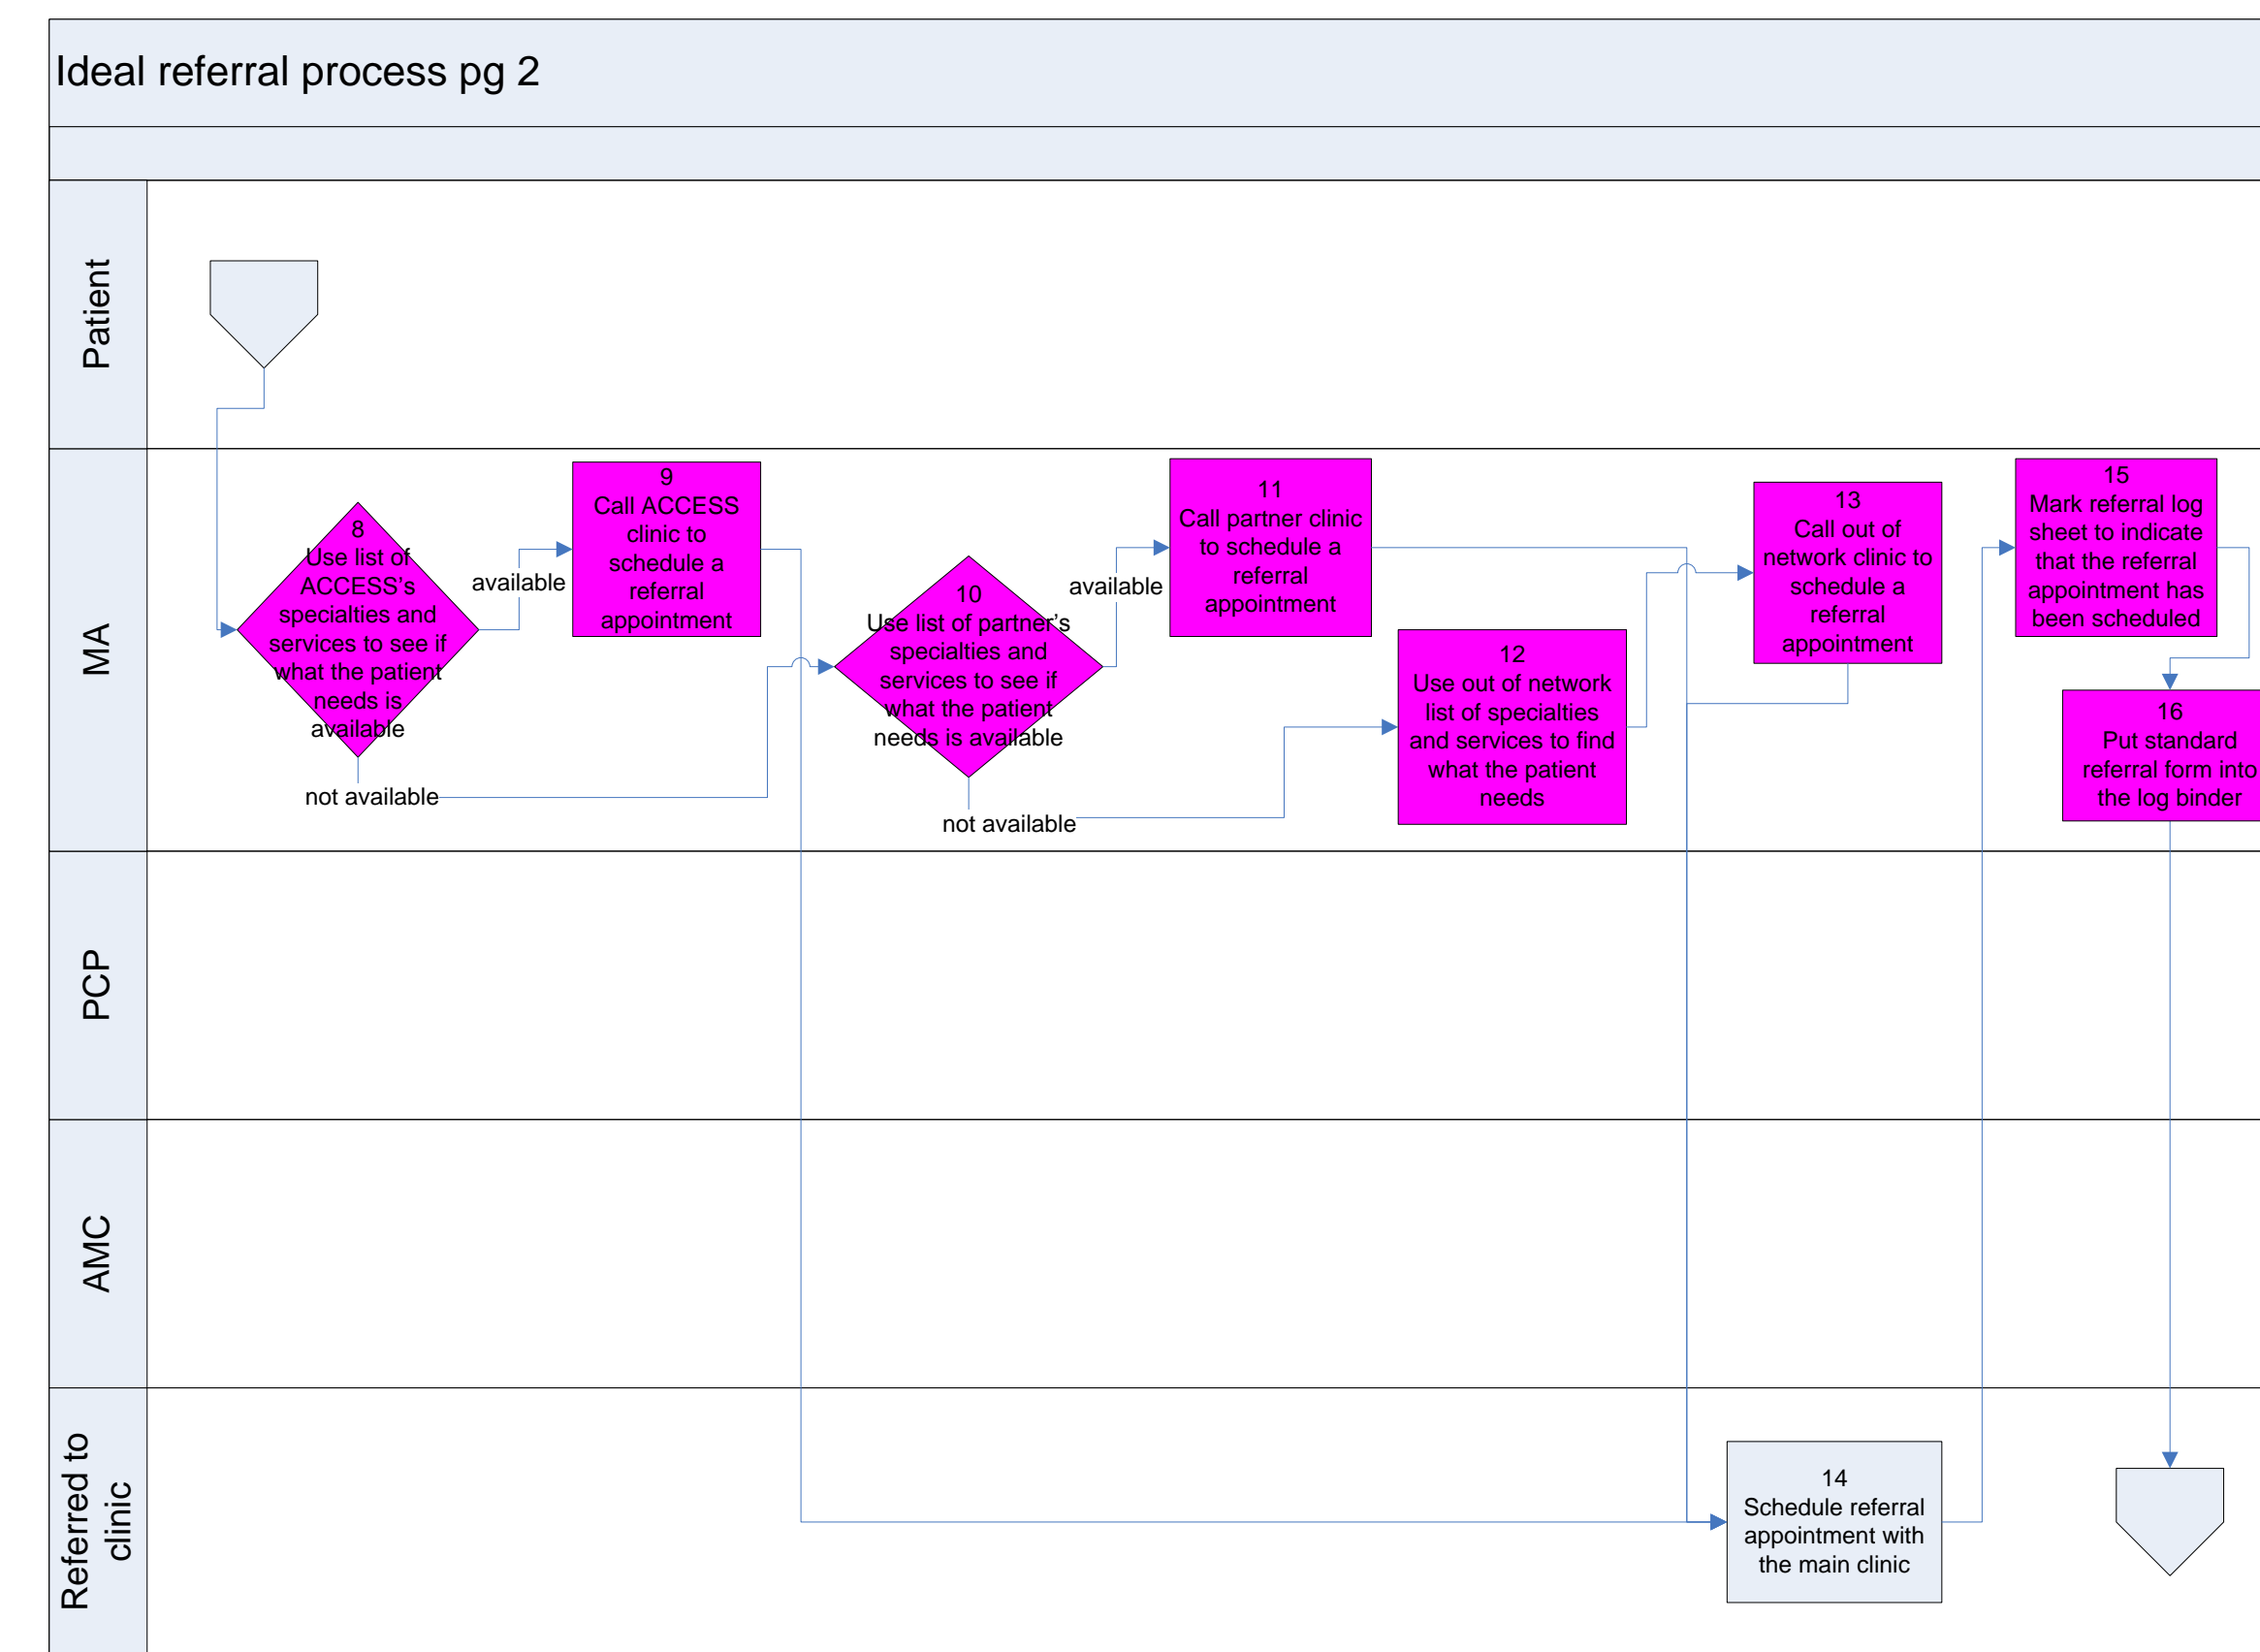 Ideal referral process pg 2
Patient
MA
8
Use list of
ACCESS’s
specialties and
services to see if
what the patient
needs is
available
available
not available
9
Call ACCESS
clinic to
schedule a
referral
appointment
10
Use list of partner’s
specialties and
services to see if
what the patient
needs is available
available
not available
11
Call partner clinic
to schedule a
referral
appointment
12
Use out of network
list of specialties
and services to find
what the patient
needs
13
Call out of
network clinic to
schedule a
referral
appointment
15
Mark referral log
sheet to indicate
that the referral
appointment has
been scheduled
16
Put standard
referral form into
the log binder
PCP
AMC
Referred to
clinic
14
Schedule referral
appointment with
the main clinic